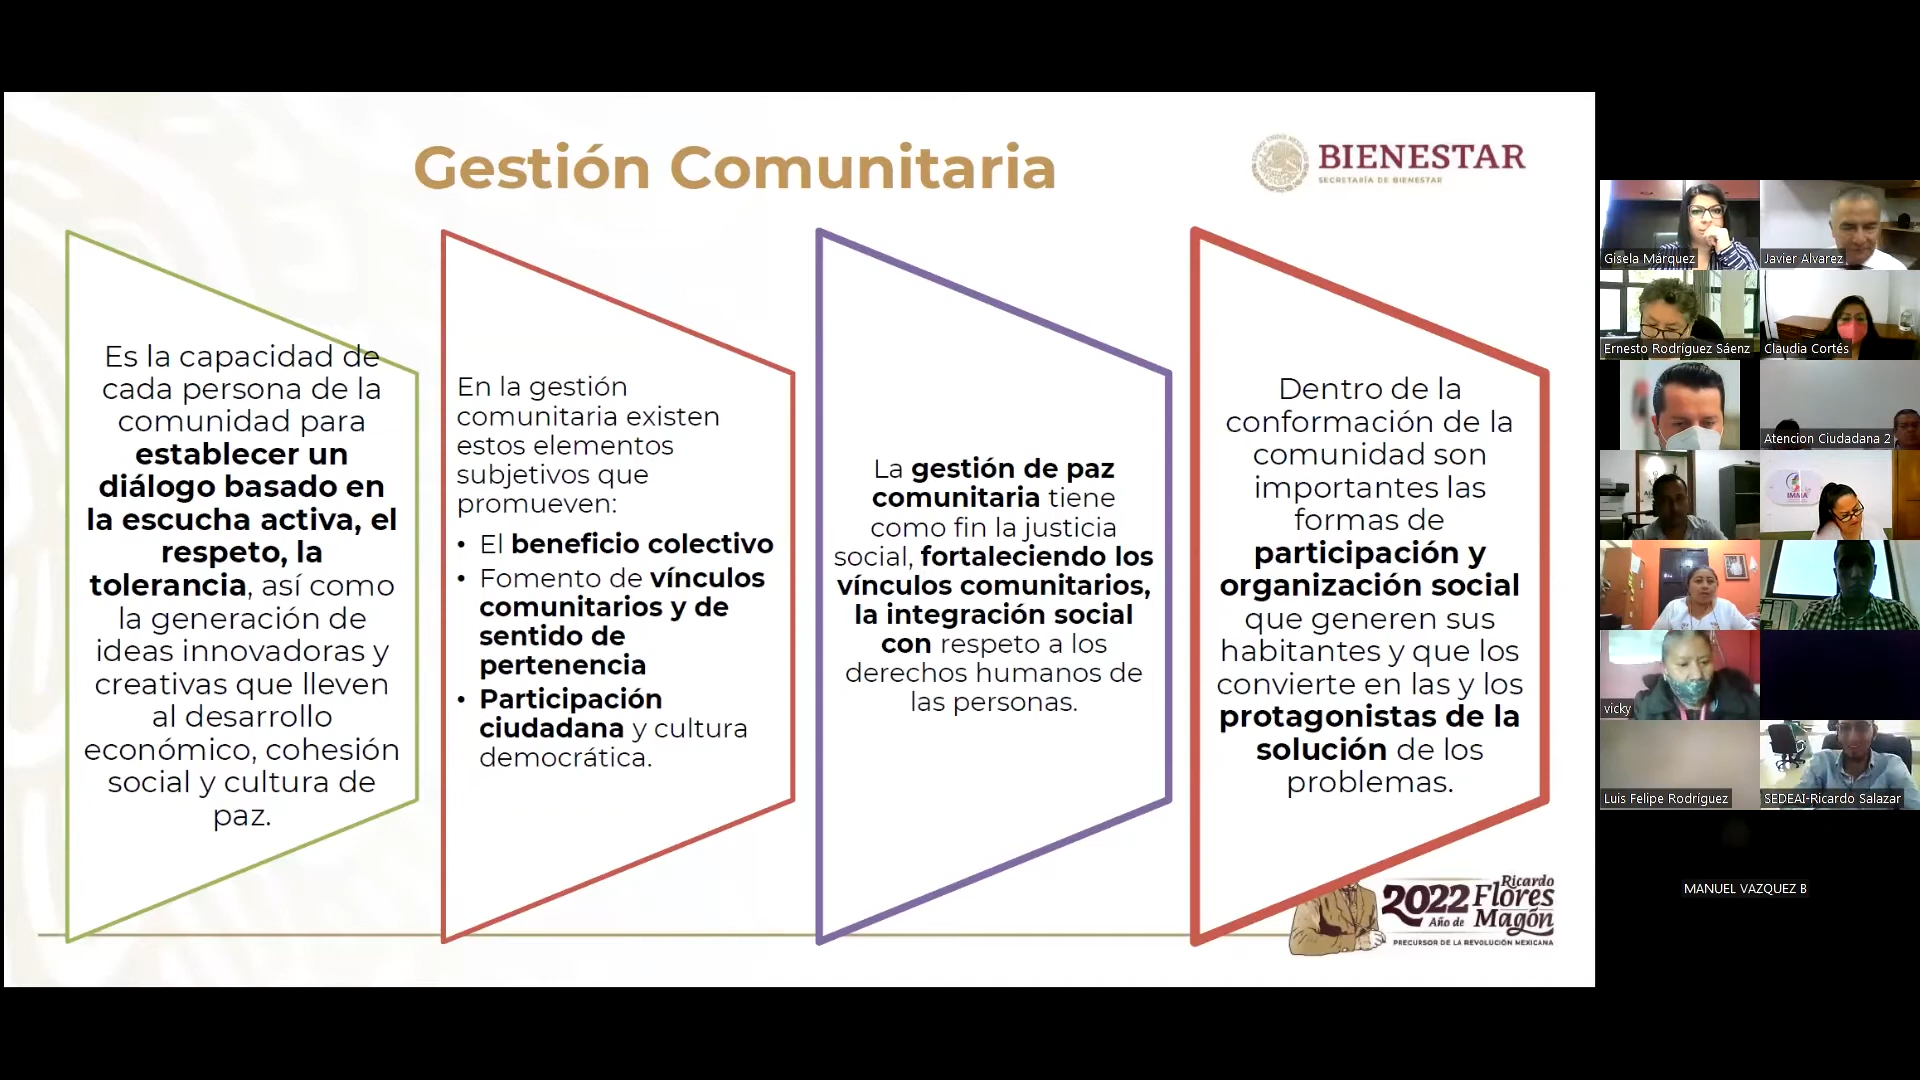 Gestión Comunitaria
BIENESTAR
SECRETARÍA DE BIENESTAR
Es la capacidad de
cada persona de la
comunidad para
establecer un
diálogo basado en
la escucha activa, el
respeto, la
tolerancia, así como
la generación de
ideas innovadoras y
creativas que lleven
al desarrollo
económico, cohesión
social y cultura de
paz.
En la gestión
comunitaria existen
estos elementos
subjetivos que
promueven:
• El beneficio colectivo
• Fomento de vínculos
comunitarios y de
sentido de
pertenencia
• Participación
ciudadana y cultura
democrática.
La gestión de paz
comunitaria tiene
como fin la justicia
social, fortaleciendo los
vínculos comunitarios,
la integración social
con respeto a los
derechos humanos de
las personas.
Dentro de la
conformación de la
comunidad son
importantes las
formas de
participación y
organización social
que generen sus
habitantes y que los
convierte en las y los
protagonistas de la
solución de los
problemas.
2022 Ricardo
Flores
Año de Magón
PRECURSOR DE LA REVOLUCIÓN MEXICANA
Gisela Márquez
Javier Alvarez
Ernesto Rodríguez Sáenz
Claudia Cortés
Atencion Ciudadana 2
vicky
Luis Felipe Rodríguez
SEDEAI-Ricardo Salazar
MANUEL VAZQUEZ B